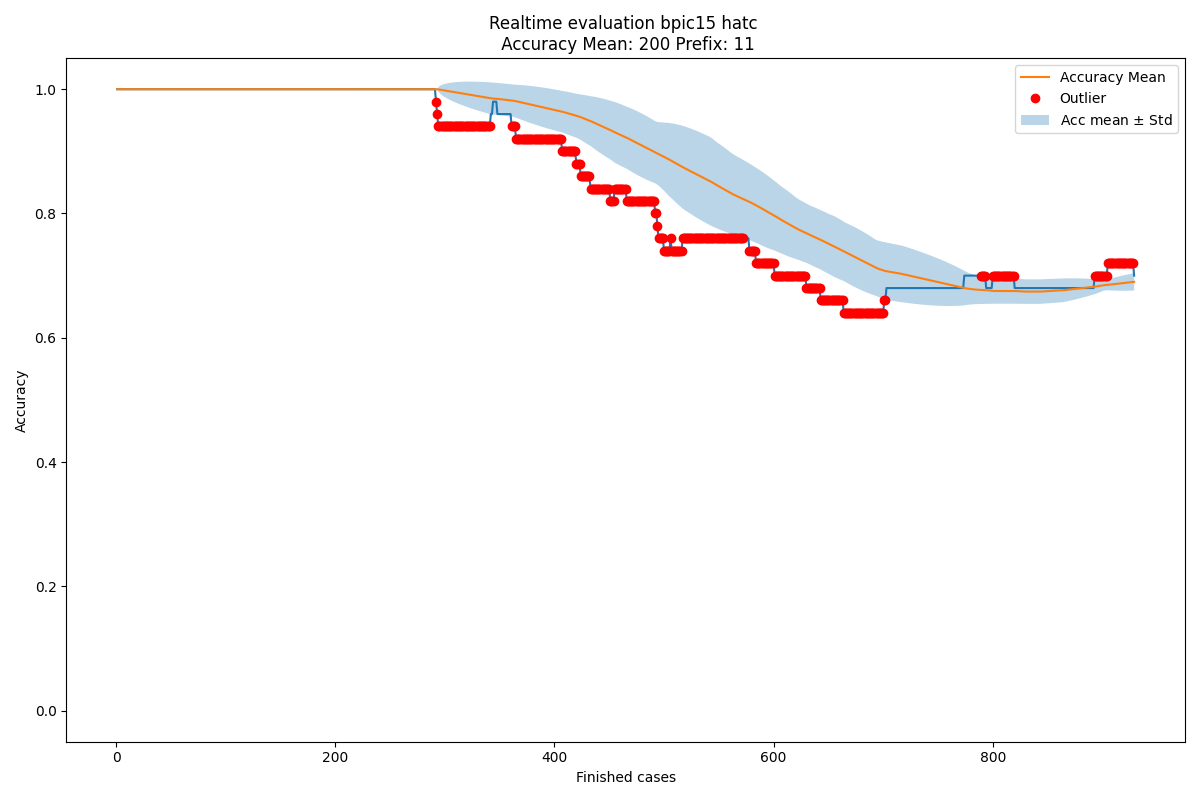 Realtime evaluation bpic15 hatc
Accuracy Mean: 200 Prefix: 11
Accuracy Mean
Outlier
Acc mean ± Std
1.0
0.8
0.6
0.4
0.2
0.0
Accuracy
0 200 400 600 800
Finished cases